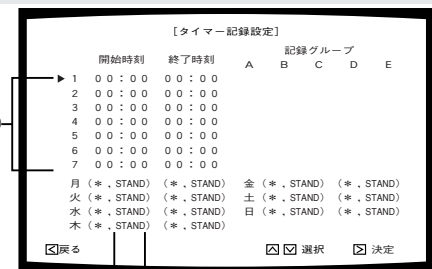 [タイマー記録設定]
記録グループ
開始時刻 終了時刻 A B C D E
▶ 1 00：00 00：00
2 00：00 00：00
3 00：00 00：00
4 00：00 00：00
5 00：00 00：00
6 00：00 00：00
7 00：00 00：00
月 (＊, STAND) (＊, STAND) 金 (＊, STAND) (＊, STAND)
火 (＊, STAND) (＊, STAND) 土 (＊, STAND) (＊, STAND)
水 (＊, STAND) (＊, STAND) 日 (＊, STAND) (＊, STAND)
木 (＊, STAND) (＊, STAND)
戻る 選択 決定